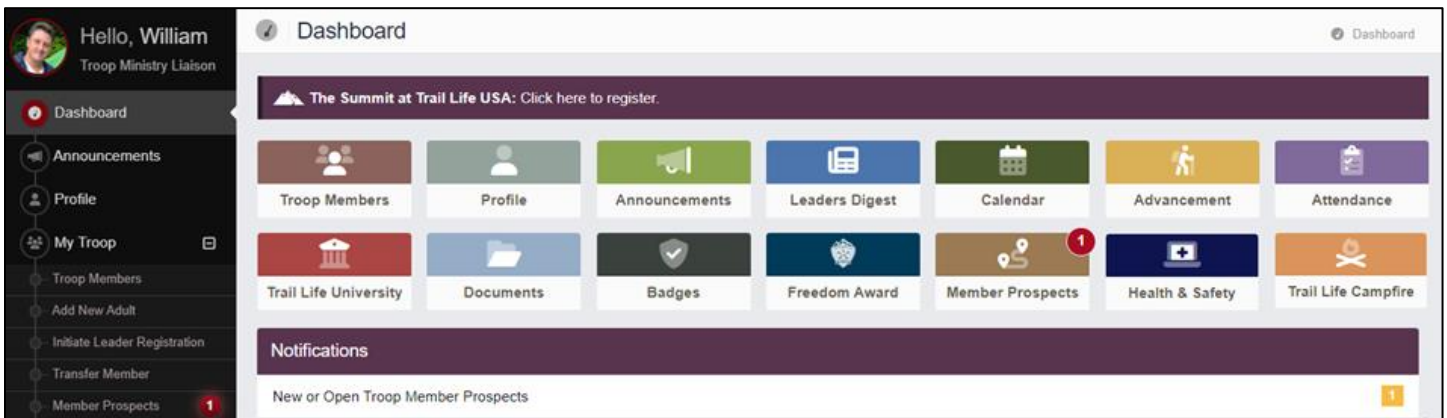 Hello, William
Troop Ministry Liaison
Dashboard
Announcements
Profile
My Troop
Troop Members
Add New Adult
Initiate Leader Registration
Transfer Member
Member Prospects 1
Dashboard
Dashboard
The Summit at Trail Life USA: Click here to register.
Troop Members Profile Announcements Leaders Digest Calendar Advancement Attendance
1
Trail Life University Documents Badges Freedom Award Member Prospects Health & Safety Trail Life Campfire
Notifications
New or Open Troop Member Prospects 1